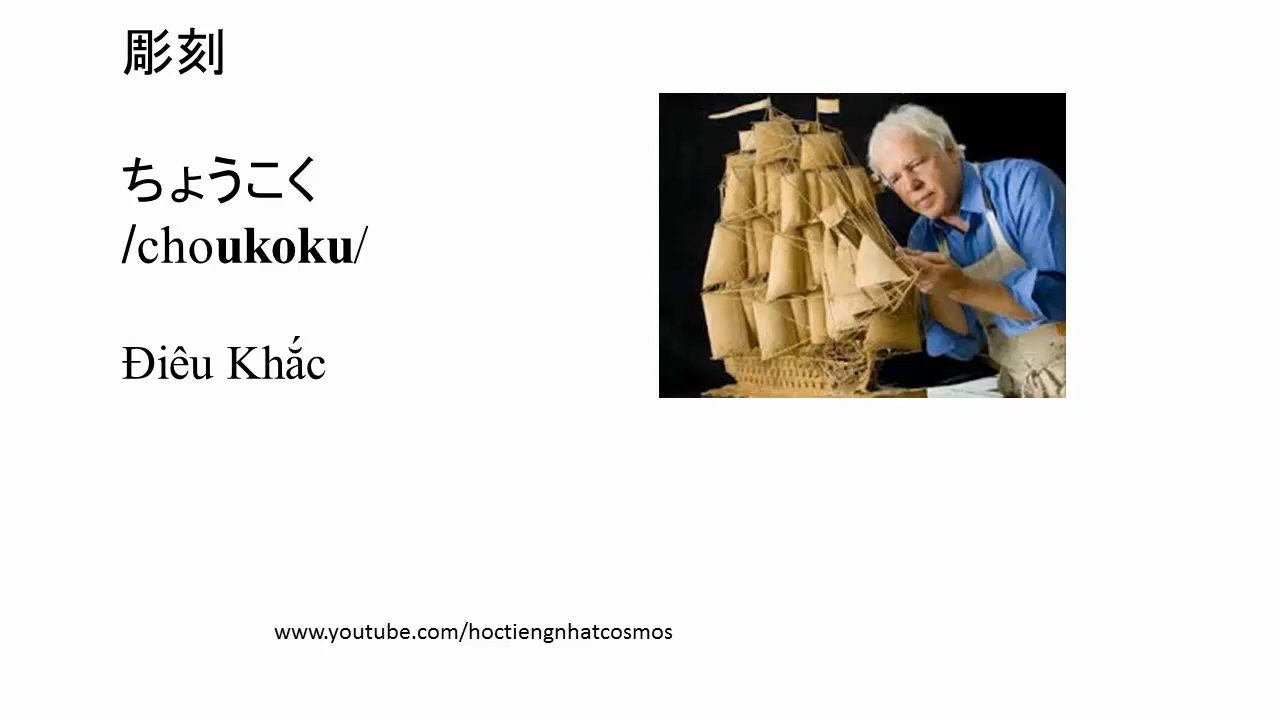 彫刻
ちょうこく
/choukoku/
Điêu Khắc
www.youtube.com/hoctiengnhatcosmos